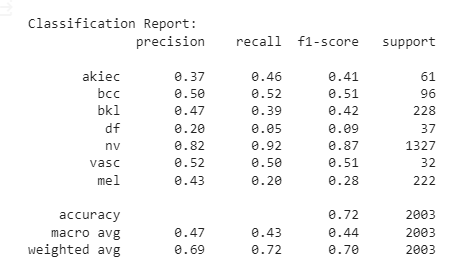 Classification Report:
precision recall f1-score support
akiec 0.37 0.46 0.41 61
bcc 0.50 0.52 0.51 96
bkl 0.47 0.39 0.42 228
df 0.20 0.05 0.09 37
nv 0.82 0.92 0.87 1327
vasc 0.52 0.50 0.51 32
mel 0.43 0.20 0.28 222
accuracy 0.72 2003
macro avg 0.47 0.43 0.44 2003
weighted avg 0.69 0.72 0.70 2003